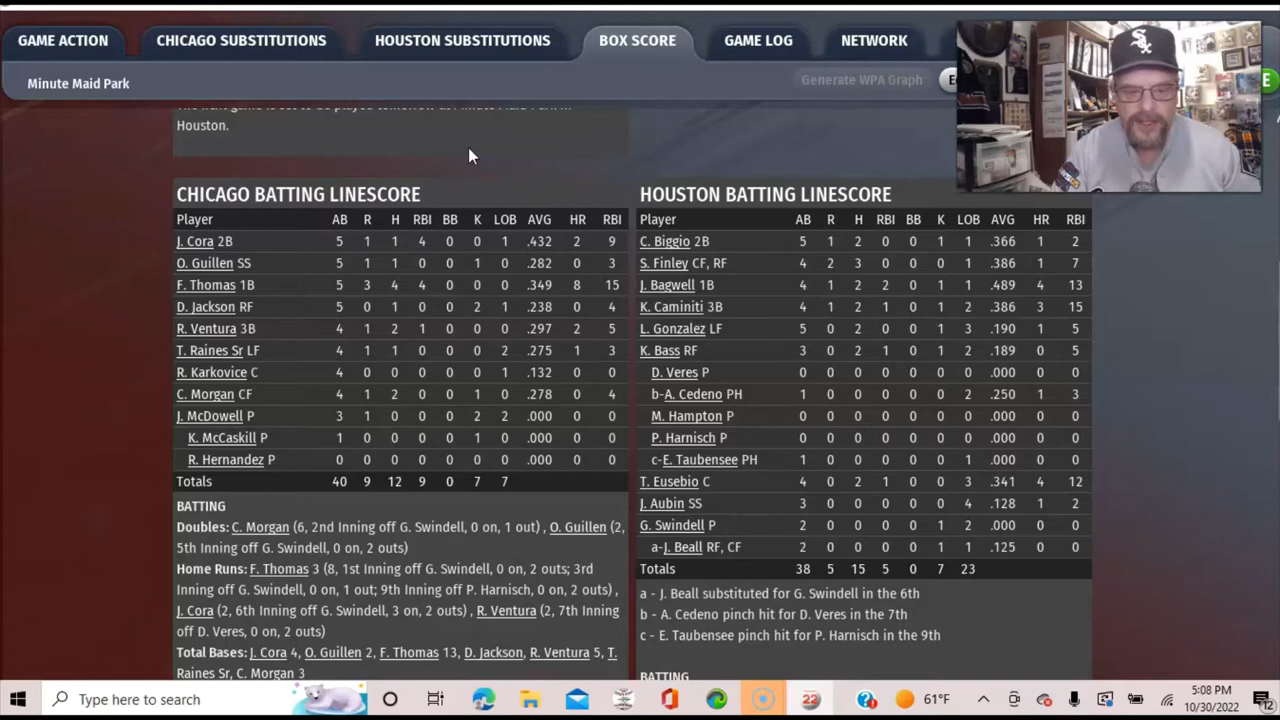 GAME ACTION CHICAGO SUBSTITUTIONS HOUSTON SUBSTITUTIONS BOX SCORE GAME LOG NETWORK
Minute Maid Park Generate WPA Graph
Houston.
CHICAGO BATTING LINESCORE
Player AB R H RBI BB K LOB AVG HR RBI
J. Cora 2B 5 1 1 4 0 0 1 .432 2 9
O. Guillen SS 5 1 1 0 0 1 0 .282 0 3
F. Thomas 1B 5 3 4 4 0 0 0 .349 8 15
D. Jackson RF 5 0 1 0 0 2 1 .238 0 4
R. Ventura 3B 4 1 2 1 0 0 0 .297 2 5
T. Raines Sr LF 4 1 1 0 0 0 2 .275 1 3
R. Karkovice C 4 0 0 0 0 0 1 .132 0 0
C. Morgan CF 4 1 2 0 0 1 0 .278 0 4
J. McDowell P 3 1 0 0 0 2 2 .000 0 0
K. McCaskill P 1 0 0 0 0 1 0 .000 0 0
R. Hernandez P 0 0 0 0 0 0 0 .000 0 0
Totals 40 9 12 9 0 7 7
BATTING
Doubles: C. Morgan (6, 2nd Inning off G. Swindell, 0 on, 1 out) , O. Guillen (2,
5th Inning off G. Swindell, 0 on, 2 outs)
Home Runs: F. Thomas 3 (8, 1st Inning off G. Swindell, 0 on, 2 outs; 3rd
Inning off G. Swindell, 0 on, 1 out; 9th Inning off P. Harnisch, 0 on, 2 outs) ,
J. Cora (2, 6th Inning off G. Swindell, 3 on, 2 outs) , R. Ventura (2, 7th Inning
off D. Veres, 0 on, 2 outs)
Total Bases: J. Cora 4, O. Guillen 2, F. Thomas 13, D. Jackson, R. Ventura 5, T.
Raines Sr, C. Morgan 3
HOUSTON BATTING LINESCORE
Player AB R H RBI BB K LOB AVG HR RBI
C. Biggio 2B 5 1 2 0 0 1 1 .366 1 2
S. Finley CF, RF 4 2 3 0 0 0 1 .386 1 7
J. Bagwell 1B 4 1 2 2 0 1 4 .489 4 13
K. Caminiti 3B 4 1 2 1 0 1 2 .386 3 15
L. Gonzalez LF 5 0 2 0 0 1 3 .190 1 5
K. Bass RF 3 0 2 1 0 1 2 .189 0 5
D. Veres P 0 0 0 0 0 0 0 .000 0 0
b-A. Cedeno PH 1 0 0 0 0 0 2 .250 1 3
M. Hampton P 0 0 0 0 0 0 0 .000 0 0
P. Harnisch P 0 0 0 0 0 0 0 .000 0 0
c-E. Taubensee PH 1 0 0 0 0 0 1 .000 0 0
T. Eusebio C 4 0 2 1 0 0 3 .341 4 12
J. Aubin SS 3 0 0 0 0 0 4 .128 1 2
G. Swindell P 2 0 0 0 0 1 2 .000 0 0
a-J. Beall RF, CF 2 0 0 0 0 1 1 .125 0 0
Totals 38 5 15 5 0 7 23
a - J. Beall substituted for G. Swindell in the 6th
b - A. Cedeno pinch hit for D. Veres in the 7th
c - E. Taubensee pinch hit for P. Harnisch in the 9th
BATTING
Type here to search 22 61°F 5:08 PM
10/30/2022 12